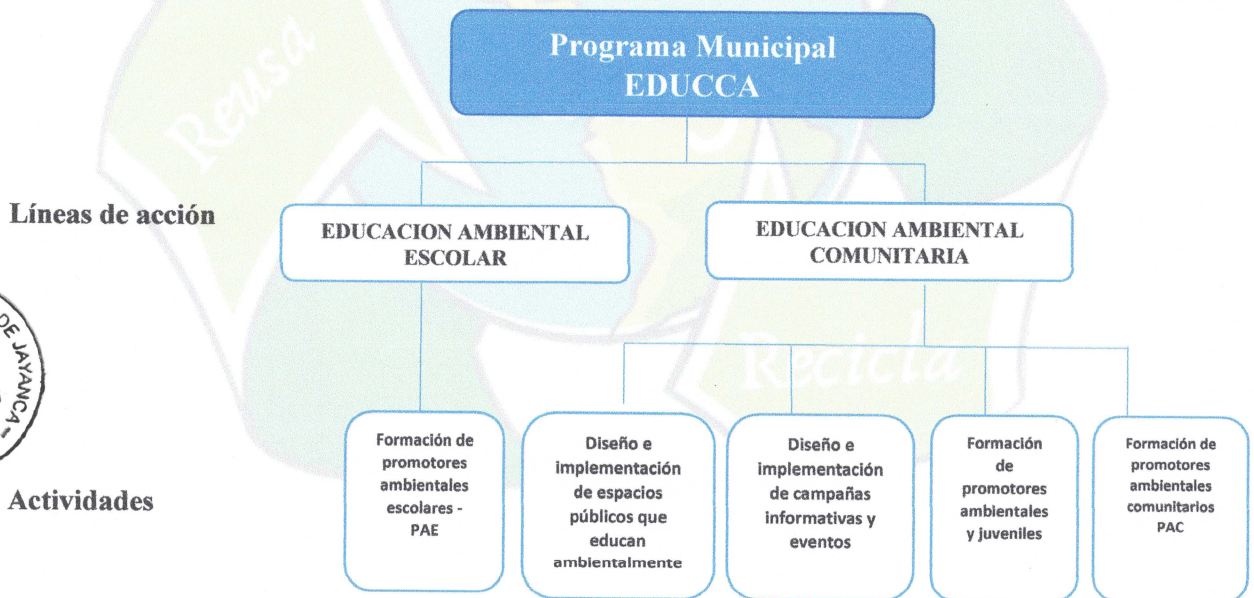 Reusa
Programa Municipal
EDUCCA
Líneas de acción
EDUCACION AMBIENTAL
ESCOLAR
EDUCACION AMBIENTAL
COMUNITARIA
Recicla
DE JAYANCA -
Actividades
Formación de
promotores
ambientales
escolares -
PAE
Diseño e
implementación
de espacios
públicos que
educan
ambientalmente
Diseño e
implementación
de campañas
informativas y
eventos
Formación
de
promotores
ambientales
y juveniles
Formación de
promotores
ambientales
comunitarios
PAC